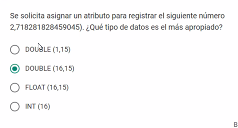 Se solicita asignar un atributo para registrar el siguiente número
2,718281828459045). ¿Qué tipo de datos es el más apropiado?
DOUBLE (1,15)
DOUBLE (16,15)
FLOAT (16,15)
INT (16)
8